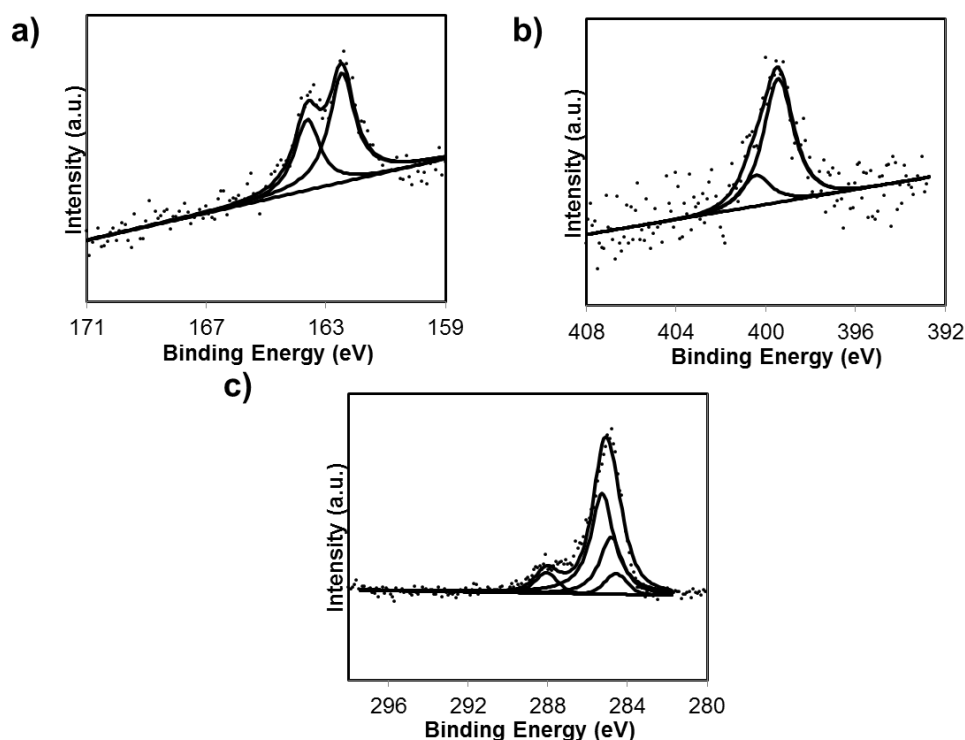 a)
Intensity (a.u.)
171 167 163 159
Binding Energy (eV)
b)
Intensity (a.u.)
408 404 400 396 392
Binding Energy (eV)
c)
Intensity (a.u.)
296 292 288 284 280
Binding Energy (eV)